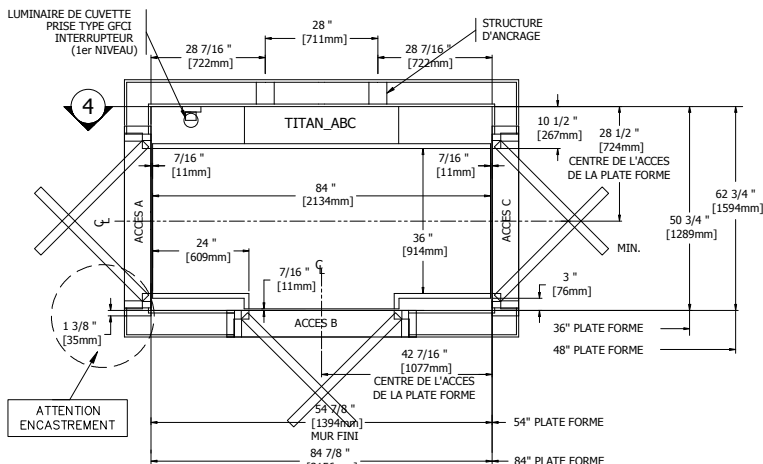 LUMINAIRE DE CUVETTE
PRISE TYPE GFCI
INTERRUPTEUR
(1er NIVEAU)
28 "
[711mm]
STRUCTURE
D'ANCRAGE
28 7/16 "
[722mm]
28 7/16 "
[722mm]
4
TITAN_ABC
10 1/2 "
[267mm]
28 1/2 "
[724mm]
CENTRE DE L'ACCES
DE LA PLATE FORME
7/16 "
[11mm]
7/16 "
[11mm]
84 "
[2134mm]
62 3/4 "
[1594mm]
50 3/4 "
[1289mm]
ACCES A
ACCES C
CL
24 "
[609mm]
36 "
[914mm]
MIN.
CL
7/16 "
[11mm]
3 "
[76mm]
1 3/8 "
[35mm]
ACCES B
36" PLATE FORME
48" PLATE FORME
42 7/16 "
[1077mm]
CENTRE DE L'ACCES
DE LA PLATE FORME
ATTENTION
ENCASTREMENT
54 7/8 "
[1394mm]
MUR FINI
54" PLATE FORME
84 7/8 "
84" PLATE FORME